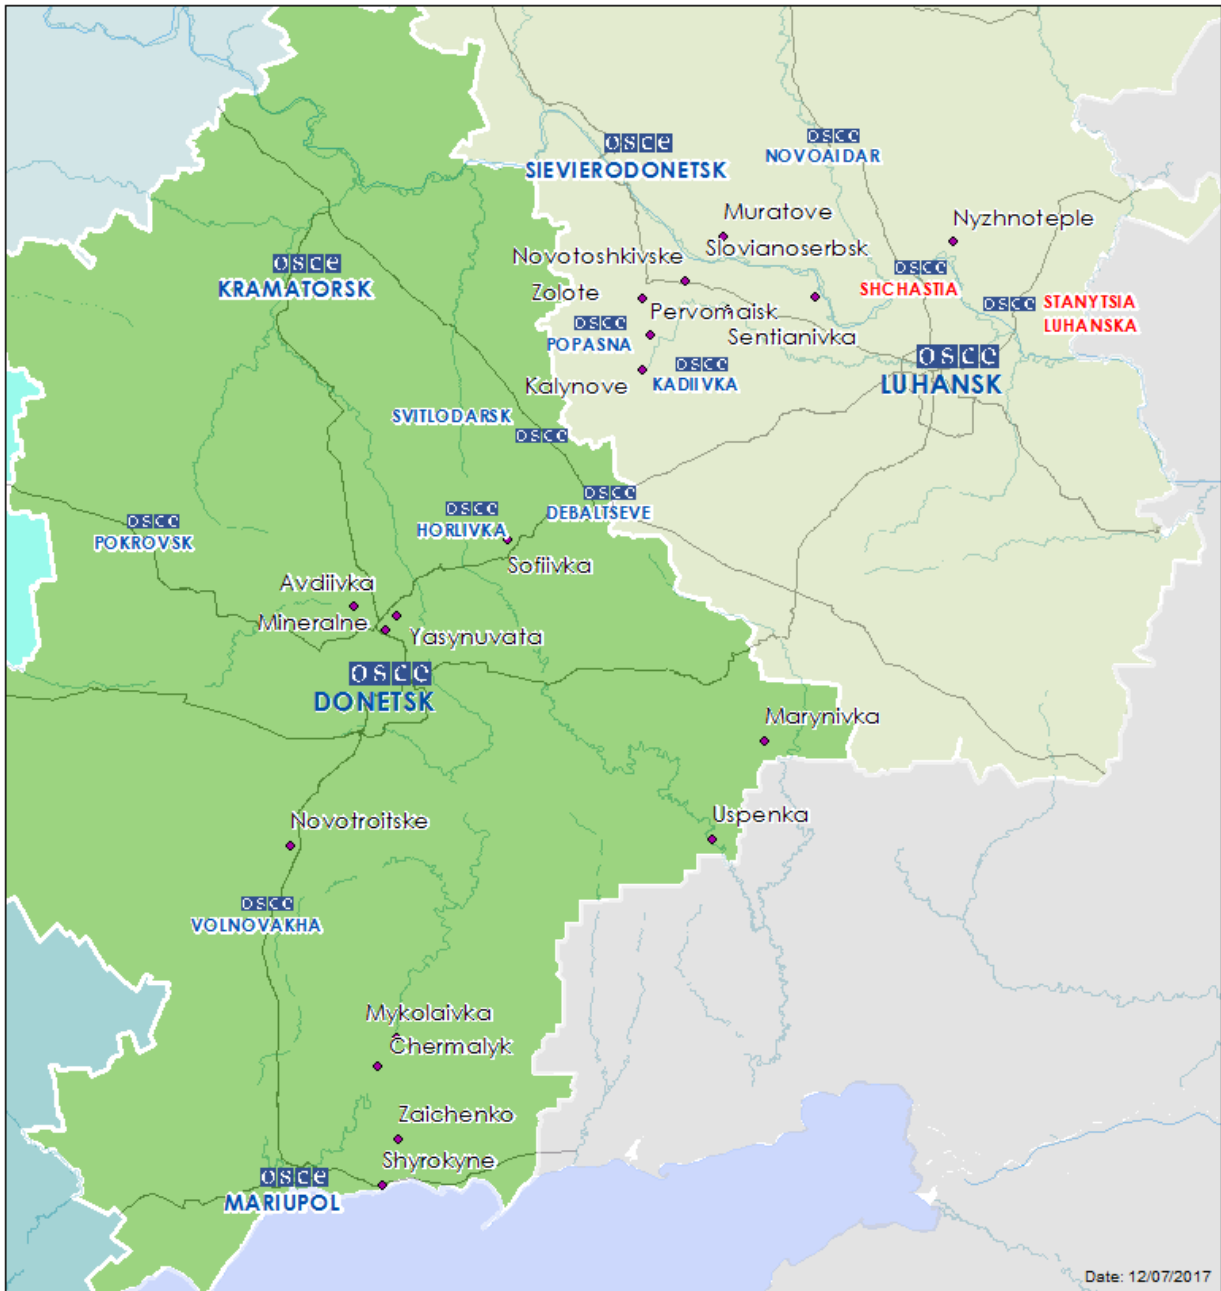 osce
SIEVIERODONETSK
osce
NOVOAIDAR
Muratove
Nyzhnoteple
Slovianoserbsk
Novotoshkivske
osce
KRAMATORSK
osce
SHCHASTIA
Zolote
osce
STANYTSIA
LUHANSKA
Pervomaisk
osce
POPASNA
Sentianivka
osce
LUHANSK
osce
KADIIVKA
Kalynove
SVITLODARSK
osce
osce
DEBALTSEVE
osce
HORLIVKA
osce
POKROVSK
Sofiivka
Avdiivka
Mineralne
Yasynuvata
osce
DONETSK
Marynivka
Uspenka
Novotroitske
osce
VOLNOVAKHA
Mykolaivka
Chermalyk
Zaichenko
Shyrokyne
osce
MARIUPOL
Date: 12/07/2017